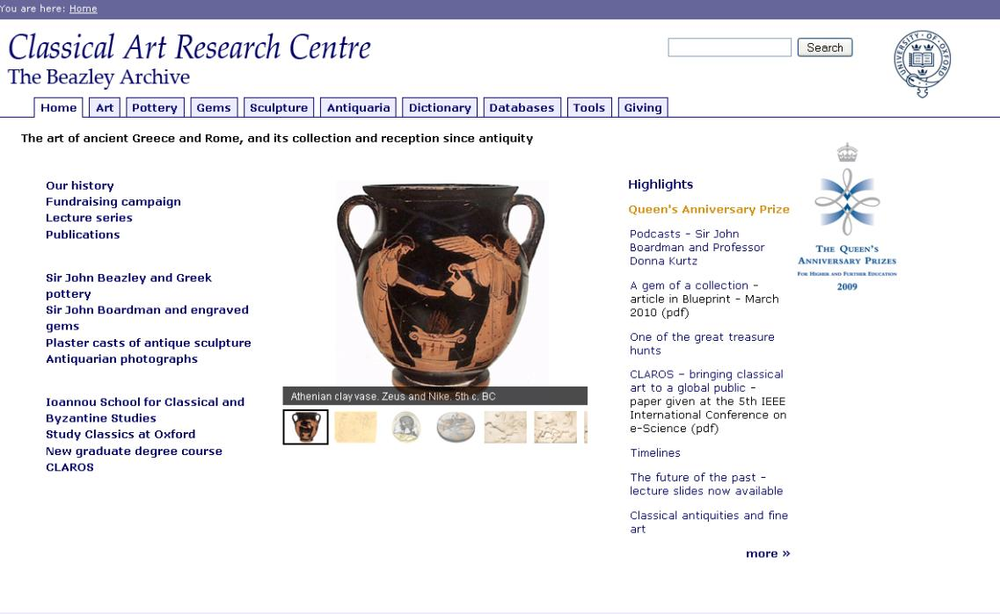 You are here: Home
Classical Art Research Centre
The Beazley Archive
Search
UNIVERSITY OF OXFORD
Home Art Pottery Gems Sculpture Antiquaria Dictionary Databases Tools Giving
The art of ancient Greece and Rome, and its collection and reception since antiquity
Our history
Fundraising campaign
Lecture series
Publications
Sir John Beazley and Greek
pottery
Sir John Boardman and engraved
gems
Plaster casts of antique sculpture
Antiquarian photographs
Ioannou School for Classical and
Byzantine Studies
Study Classics at Oxford
New graduate degree course
CLAROS
Athenian clay vase. Zeus and Nike. 5th c. BC
Highlights
Queen's Anniversary Prize
Podcasts - Sir John
Boardman and Professor
Donna Kurtz
A gem of a collection -
article in Blueprint - March
2010 (pdf)
One of the great treasure
hunts
CLAROS – bringing classical
art to a global public -
paper given at the 5th IEEE
International Conference on
e-Science (pdf)
Timelines
The future of the past -
lecture slides now available
Classical antiquities and fine
art
more »
The Queen's
Anniversary Prizes
For Higher and Further Education
2009